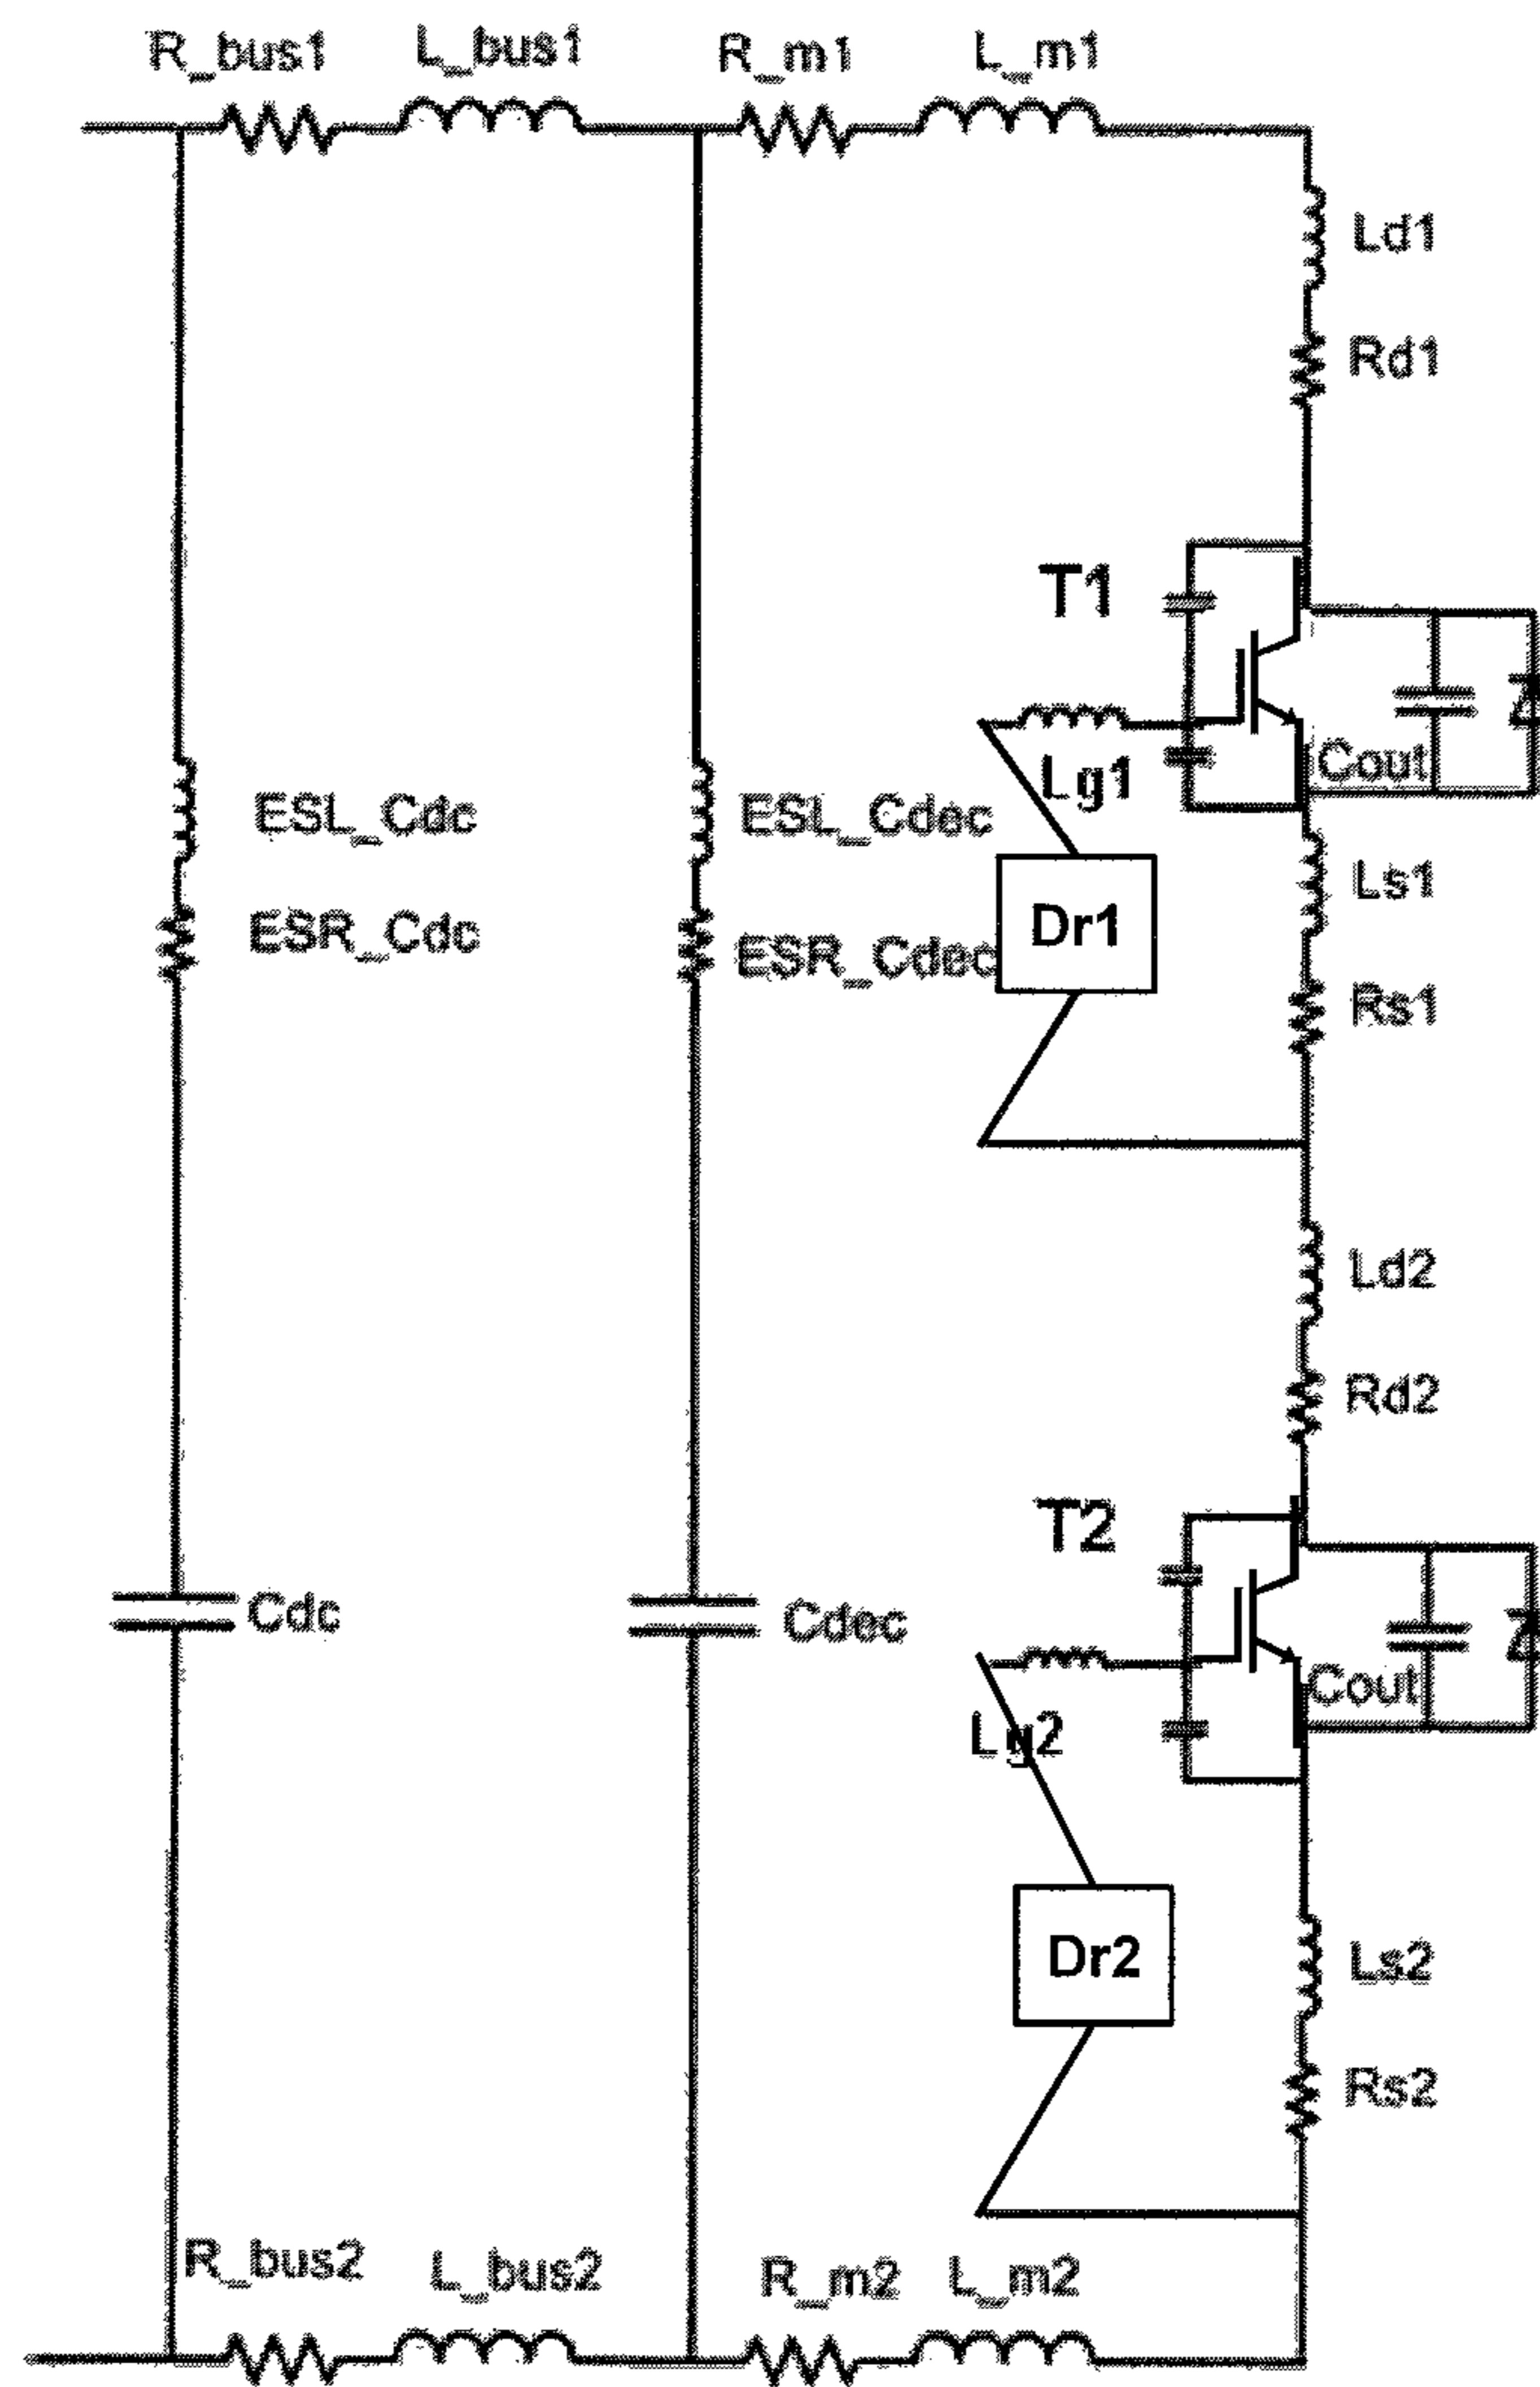 R_bus1
L_bus1
R_m1
L_m1
Ld1
Rd1
T1
Lg1
Cout
ESL_Cdc
ESL_Cdec
Ls1
ESR_Cdc
ESR_Cdec
Dr1
Rs1
Ld2
Rd2
T2
Cdc
Cdec
Cout
Lg2
Dr2
Ls2
Rs2
R_bus2
L_bus2
R_m2
L_m2